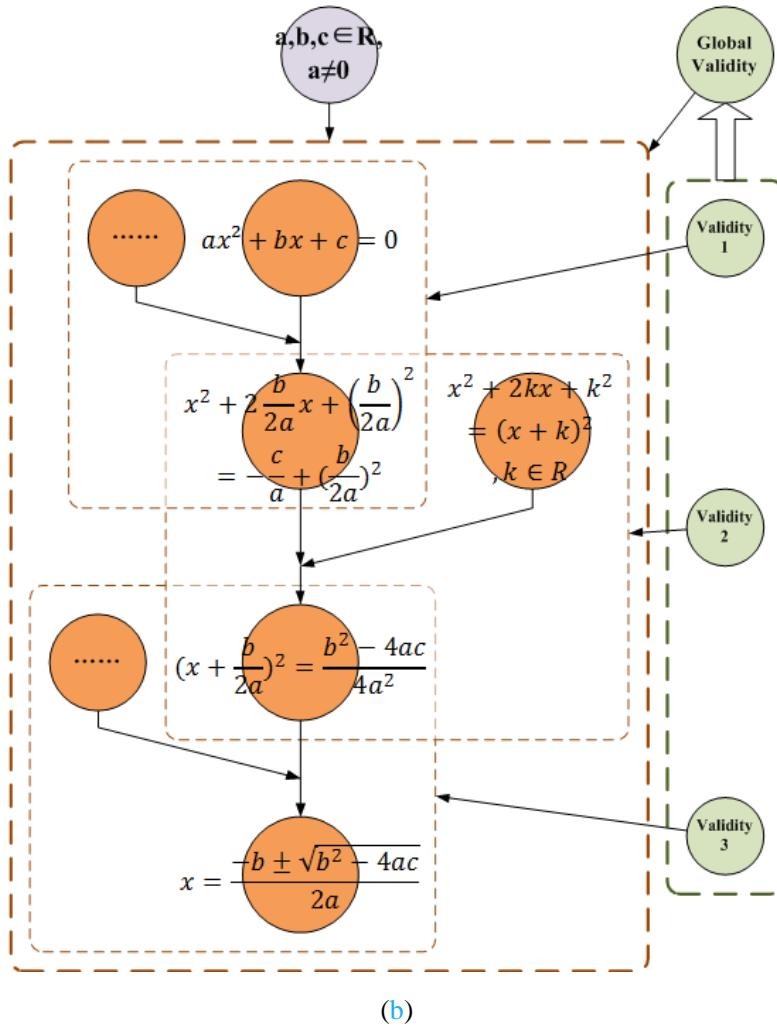 a,b,c∈R,
a≠0
Global
Validity
Validity
1
......
ax² + bx + c = 0
x² + 2 b/2a x + (b/2a)²
= −c/a + (b/2a)²
x² + 2kx + k²
= (x + k)²
, k ∈ R
Validity
2
......
(x + b/2a)² = b² − 4ac/4a²
Validity
3
x = −b ± √b² − 4ac/2a
(b)